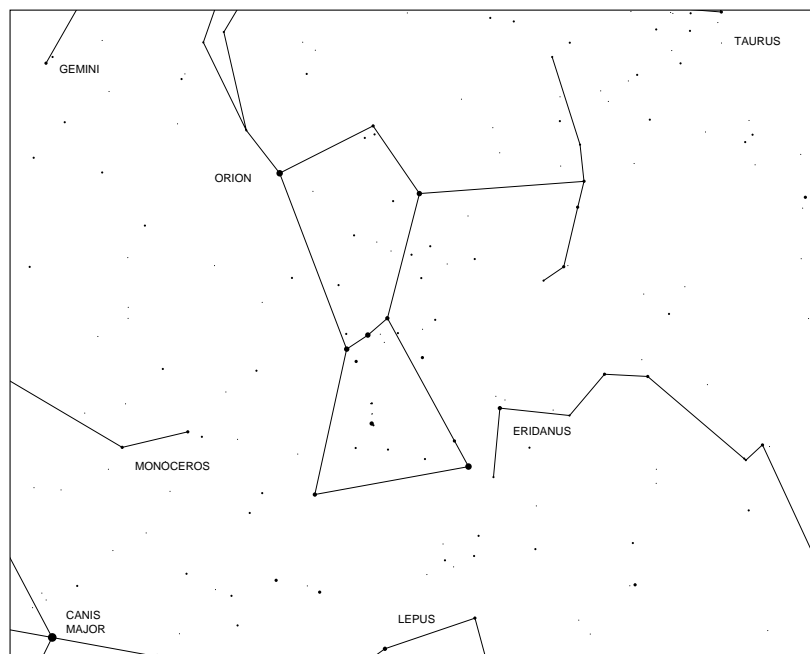 TAURUS
GEMINI
ORION
ERIDANUS
MONOCEROS
CANIS
MAJOR
LEPUS